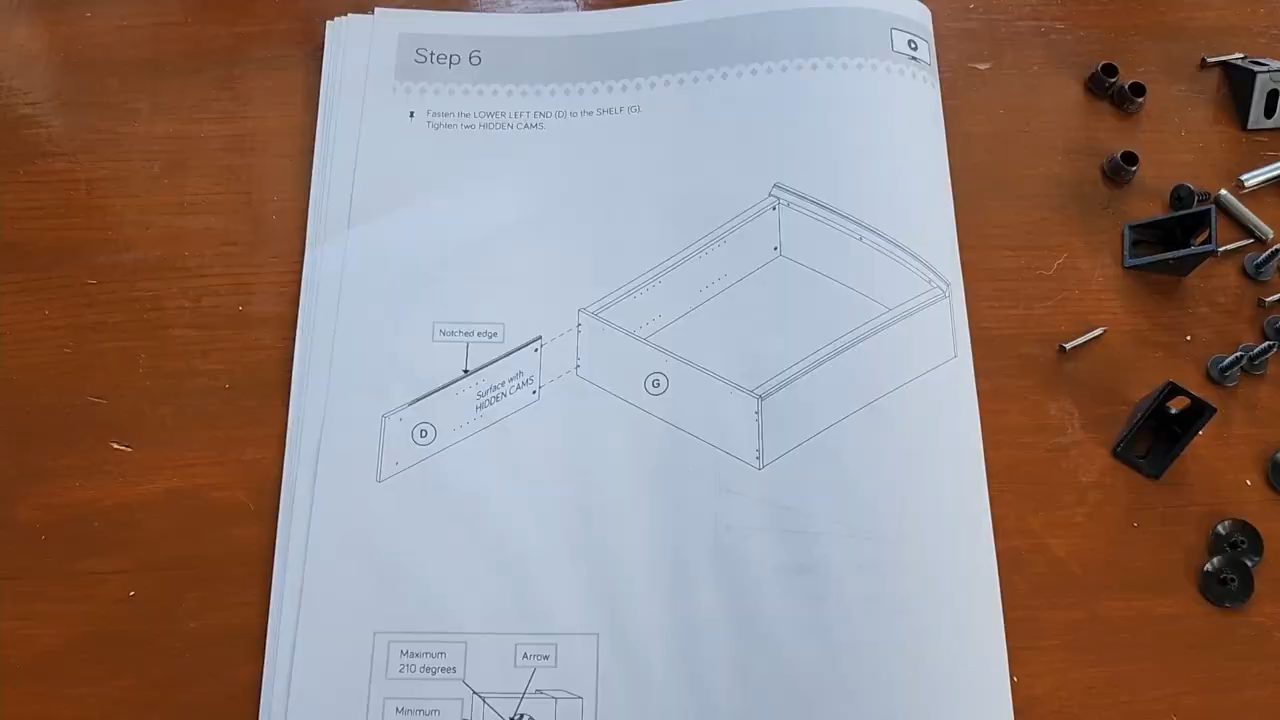 Step 6
Fasten the LOWER LEFT END (D) to the SHELF (G).
Tighten two HIDDEN CAMS.
Notched edge
Surface with
HIDDEN CAMS
G
D
Maximum
210 degrees
Arrow
Minimum